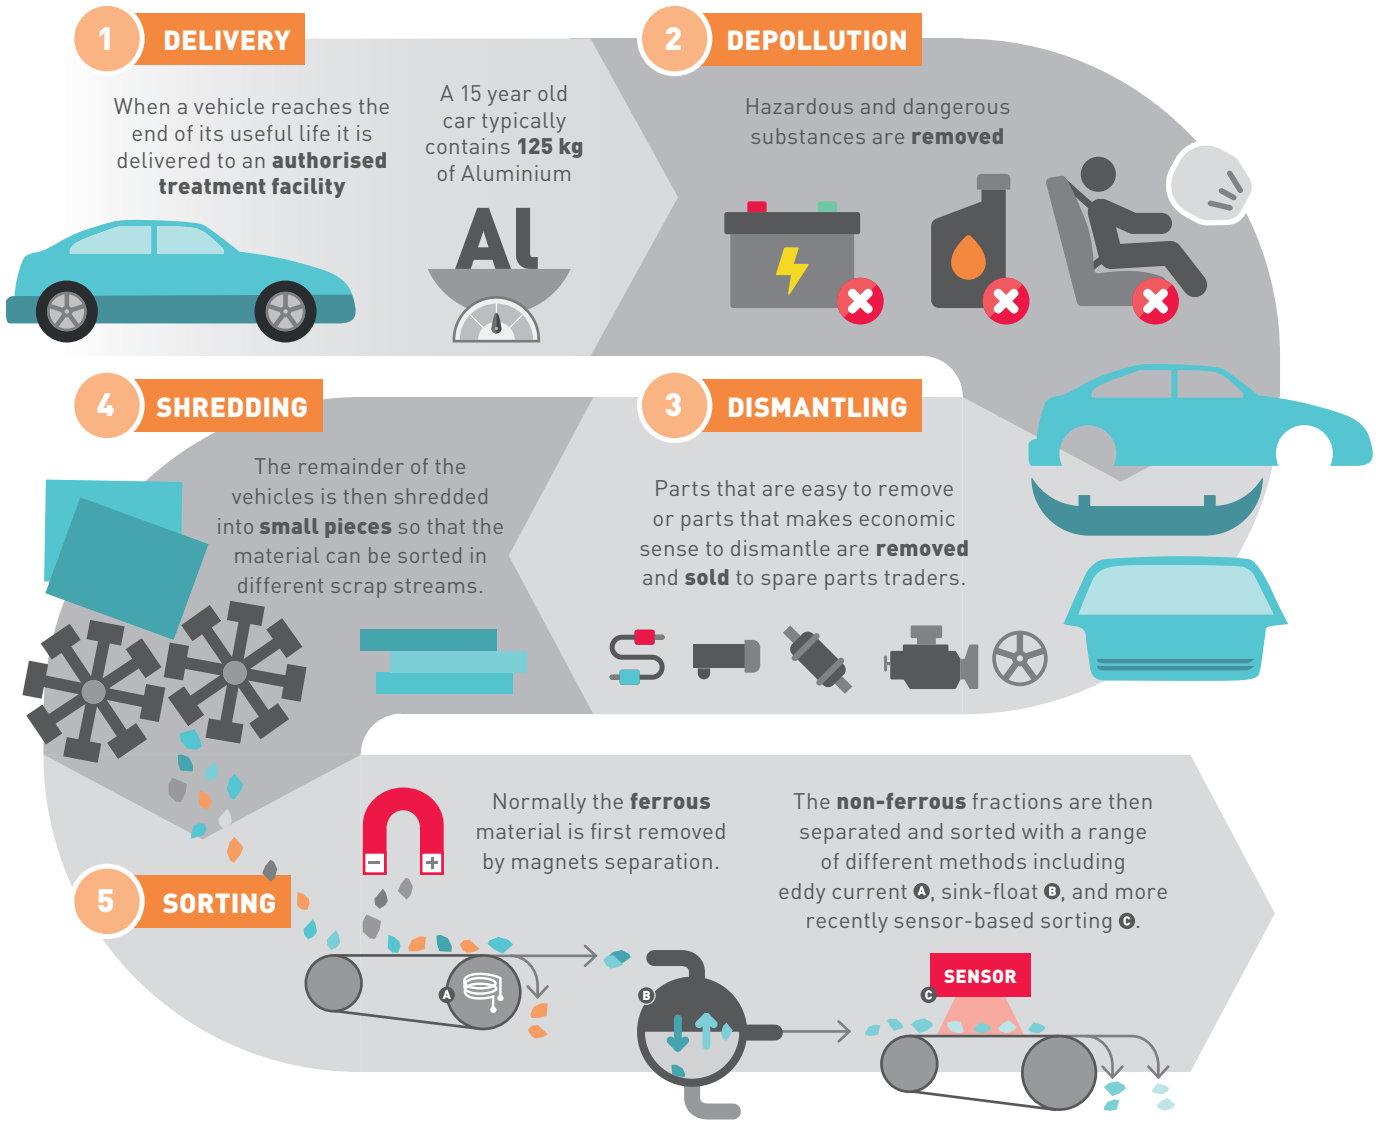 1 DELIVERY
When a vehicle reaches the
end of its useful life it is
delivered to an authorised
treatment facility
A 15 year old
car typically
contains 125 kg
of Aluminium
Al
2 DEPOLLUTION
Hazardous and dangerous
substances are removed
3 DISMANTLING
Parts that are easy to remove
or parts that makes economic
sense to dismantle are removed
and sold to spare parts traders.
4 SHREDDING
The remainder of the
vehicles is then shredded
into small pieces so that the
material can be sorted in
different scrap streams.
5 SORTING
Normally the ferrous
material is first removed
by magnets separation.
− +
The non-ferrous fractions are then
separated and sorted with a range
of different methods including
eddy current A, sink-float B, and more
recently sensor-based sorting C.
A
B
C
SENSOR